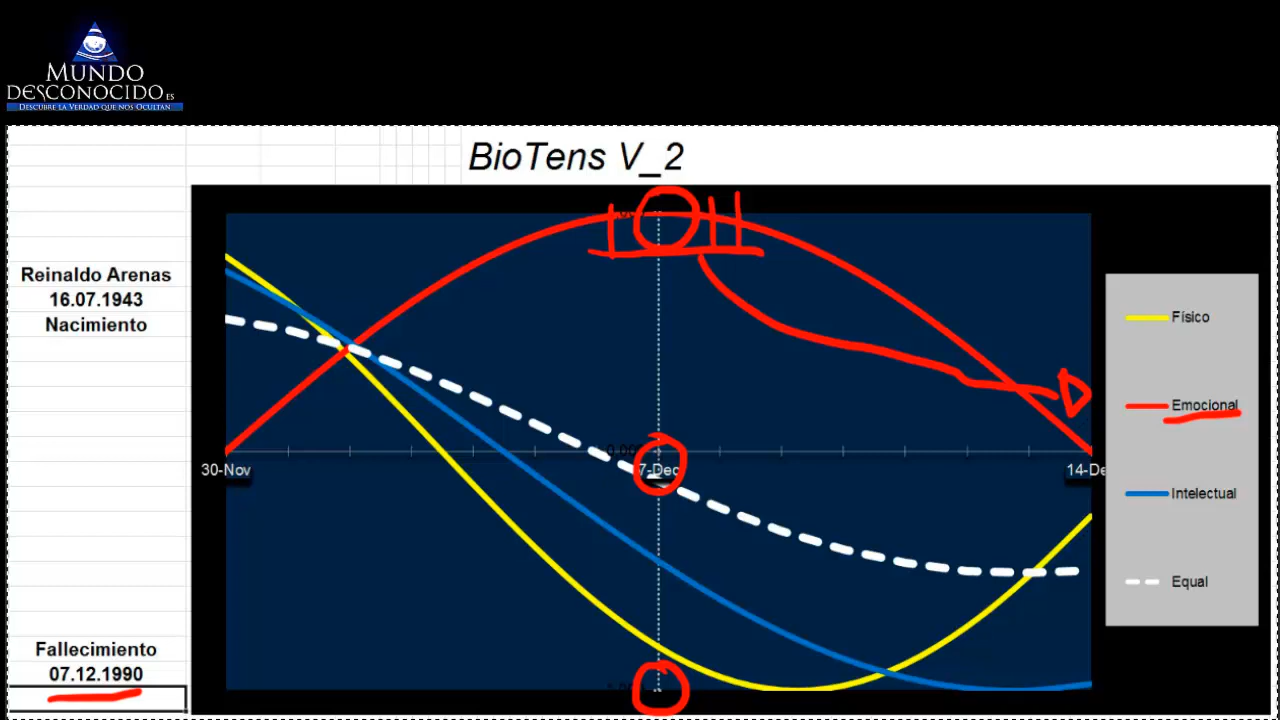 MUNDO
DESCONOCIDO.ES
DESCUBRE LA VERDAD QUE NOS OCULTAN
BioTens V_2
Reinaldo Arenas
16.07.1943
Nacimiento
Físico
Emocional
30-Nov
7-Dec
14-De
Intelectual
Equal
Fallecimiento
07.12.1990